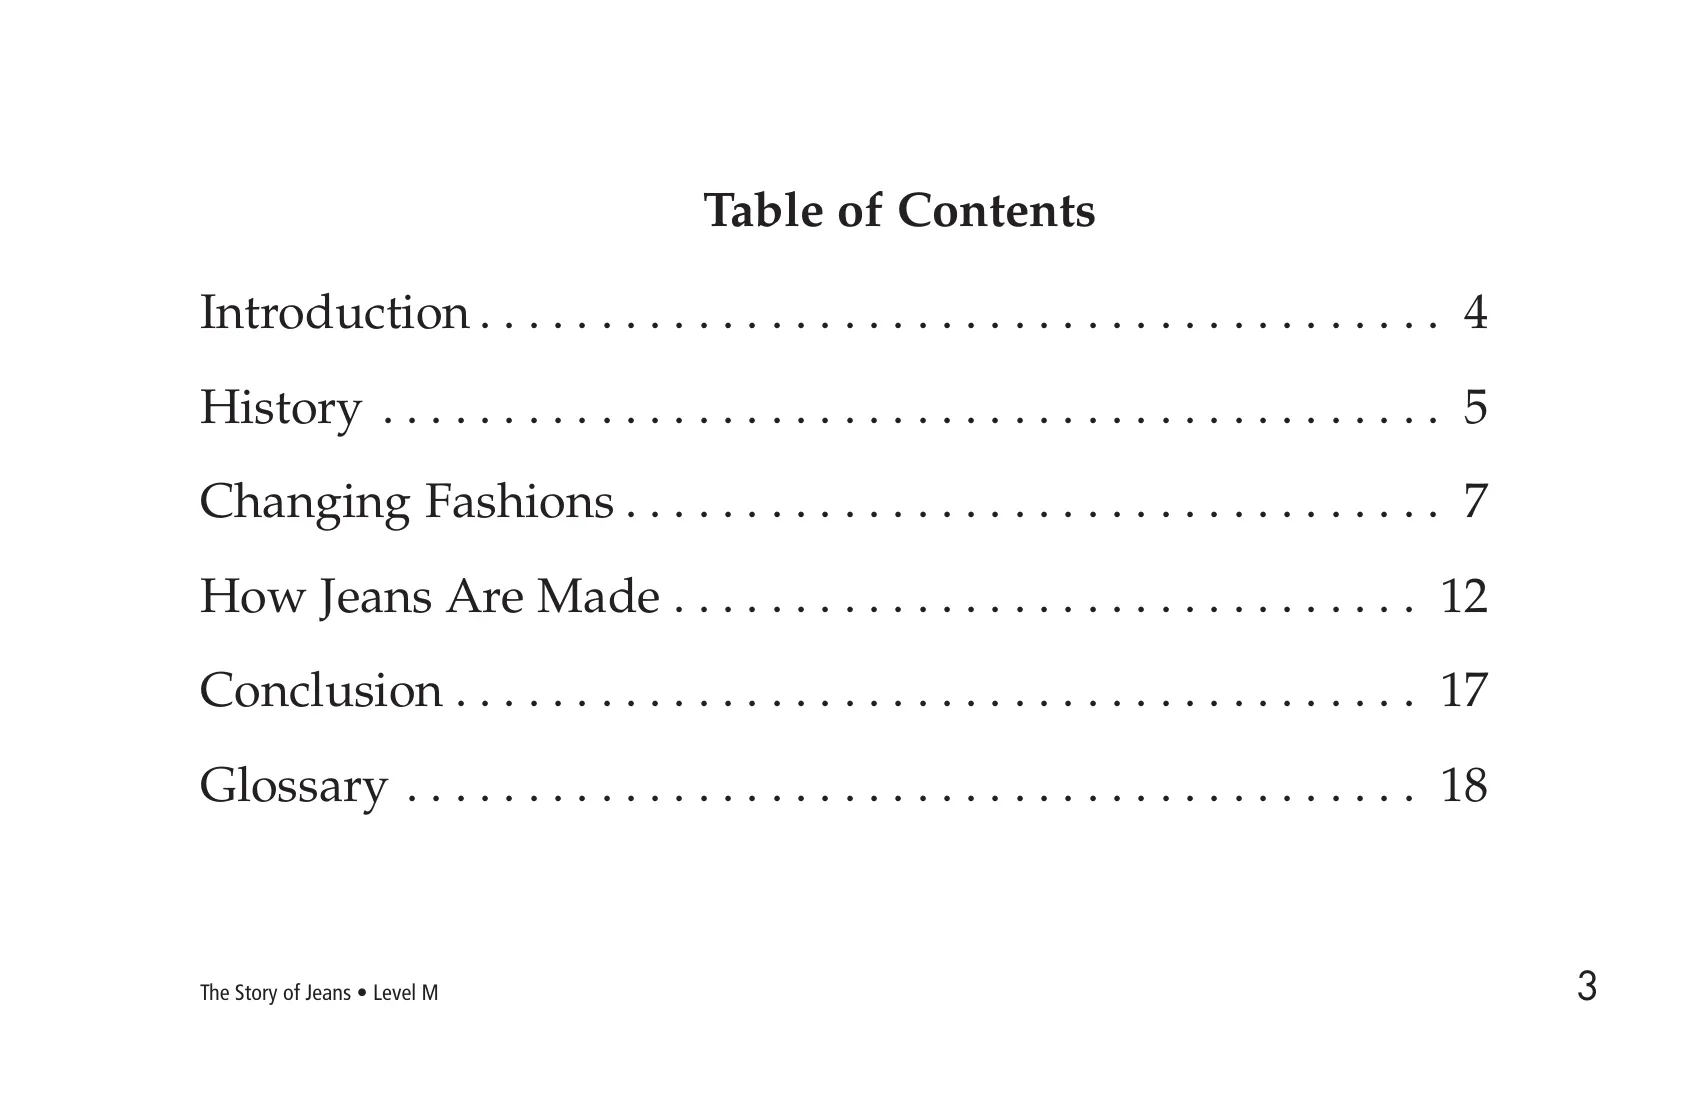 Table of Contents
Introduction . . . . . . . . . . . . . . . . . . . . . . . . . . . . . . . . . . . . . . . . 4
History . . . . . . . . . . . . . . . . . . . . . . . . . . . . . . . . . . . . . . . . . . . . 5
Changing Fashions . . . . . . . . . . . . . . . . . . . . . . . . . . . . . . . . . . 7
How Jeans Are Made . . . . . . . . . . . . . . . . . . . . . . . . . . . . . . . 12
Conclusion . . . . . . . . . . . . . . . . . . . . . . . . . . . . . . . . . . . . . . . . 17
Glossary . . . . . . . . . . . . . . . . . . . . . . . . . . . . . . . . . . . . . . . . . . 18
The Story of Jeans • Level M 3